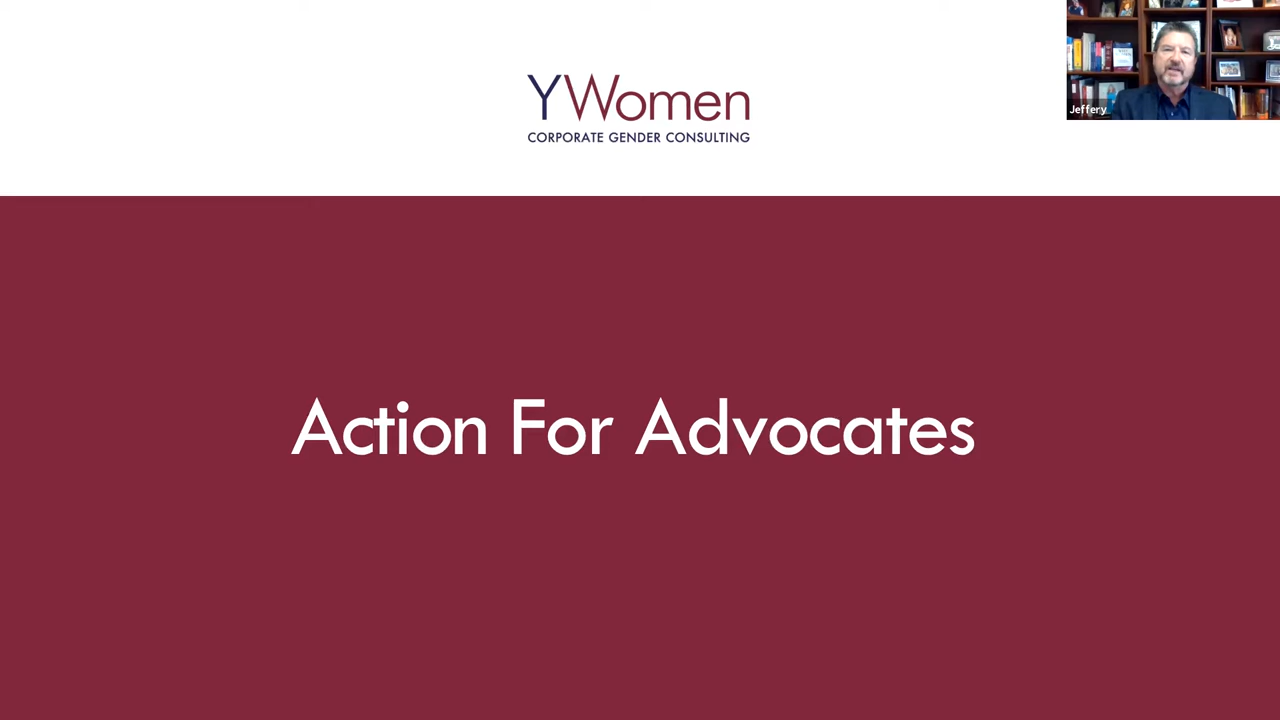 YWomen
CORPORATE GENDER CONSULTING
Jeffery
Action For Advocates